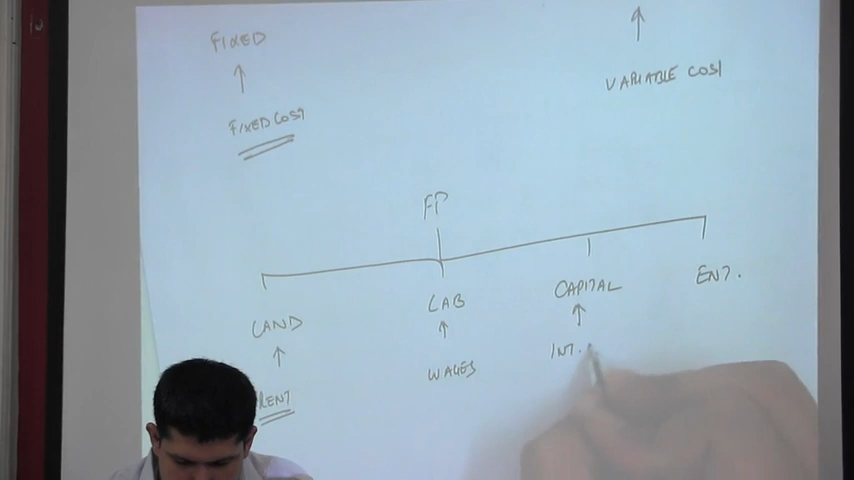 FIXED
VARIABLE COST
FIXED COST
FP
LAND
LAB
CAPITAL
ENT.
RENT
WAGES
INT.